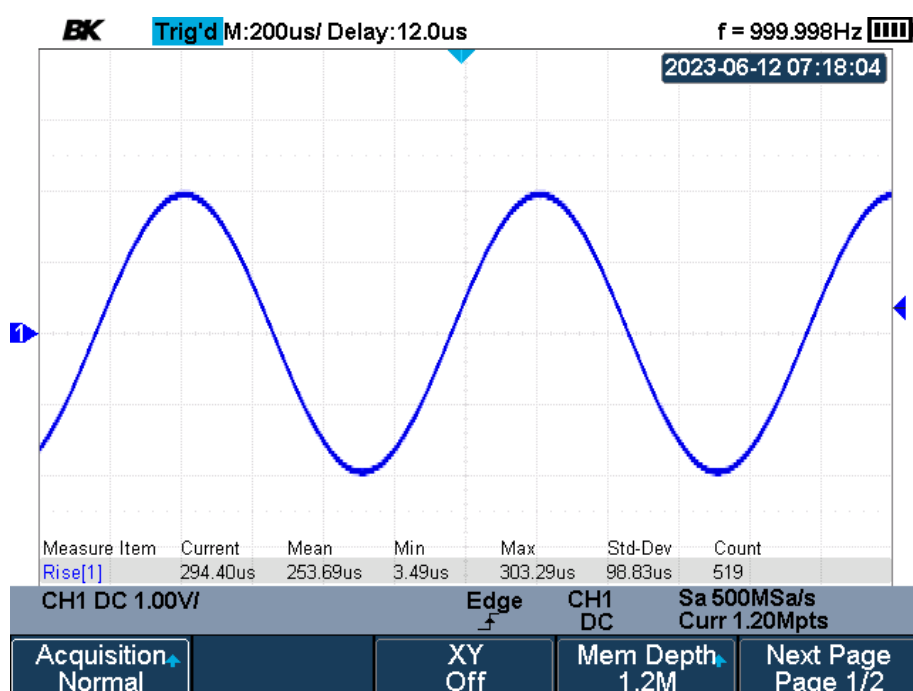 BK Trig'd M:200us/ Delay:12.0us f = 999.998Hz
2023-06-12 07:18:04
1
Measure Item Current Mean Min Max Std-Dev Count
Rise[1] 294.40us 253.69us 3.49us 303.29us 98.83us 519
CH1 DC 1.00V/ Edge CH1 Sa 500MSa/s
DC Curr 1.20Mpts
Acquisition XY Mem Depth Next Page
Normal Off 1.2M Page 1/2